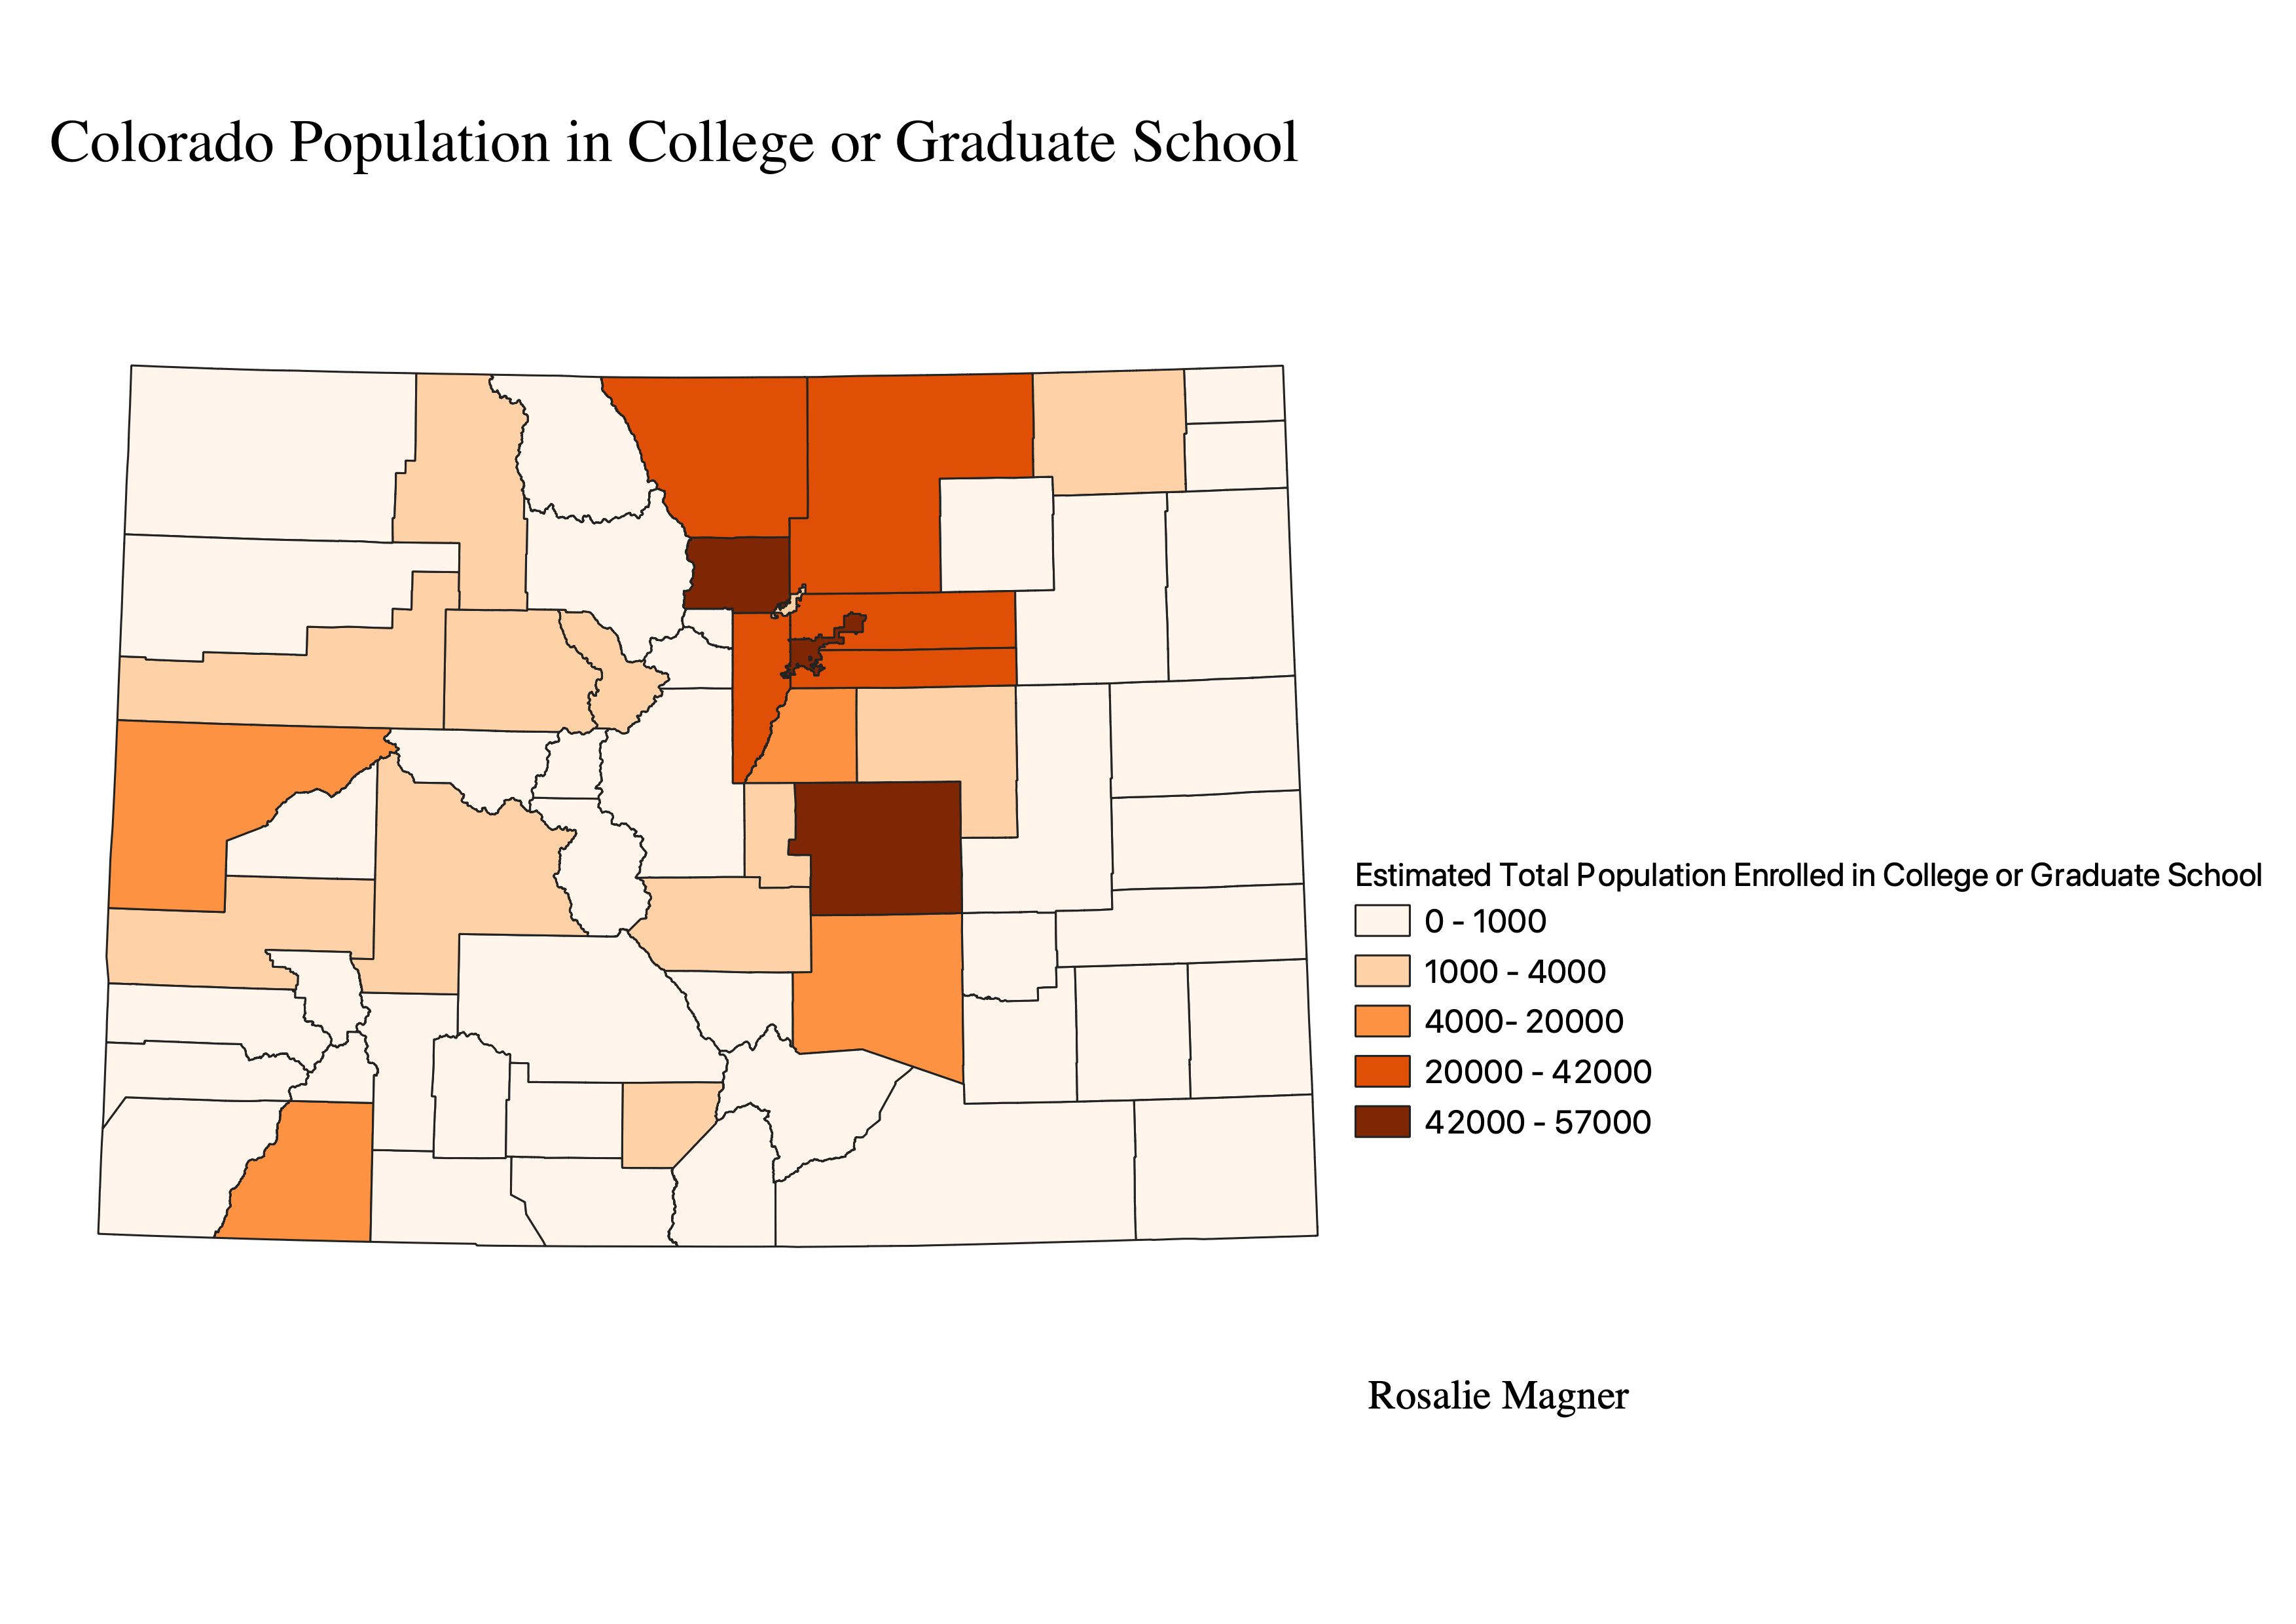 Colorado Population in College or Graduate School
Estimated Total Population Enrolled in College or Graduate School
0 - 1000
1000 - 4000
4000- 20000
20000 - 42000
42000 - 57000
Rosalie Magner